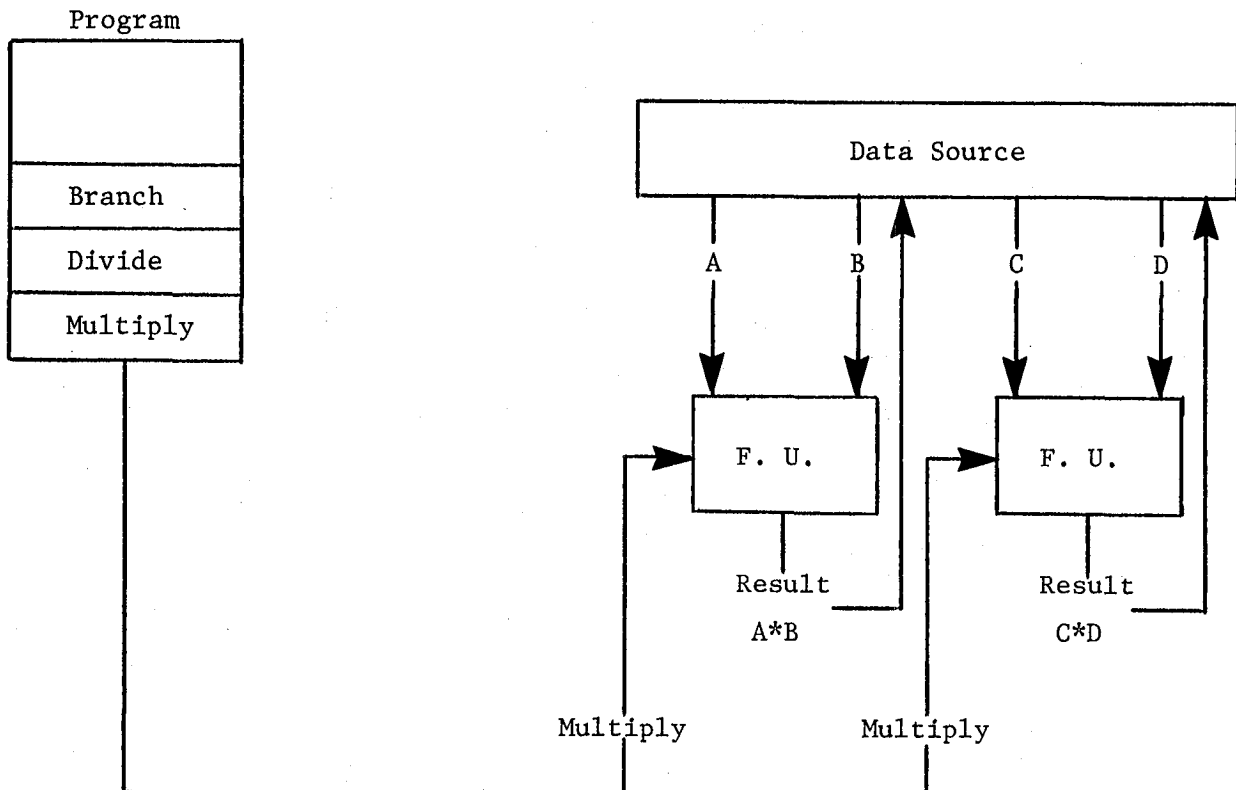 Program
Branch
Divide
Multiply
Data Source
A B C D
F. U. F. U.
Result Result
A*B C*D
Multiply Multiply